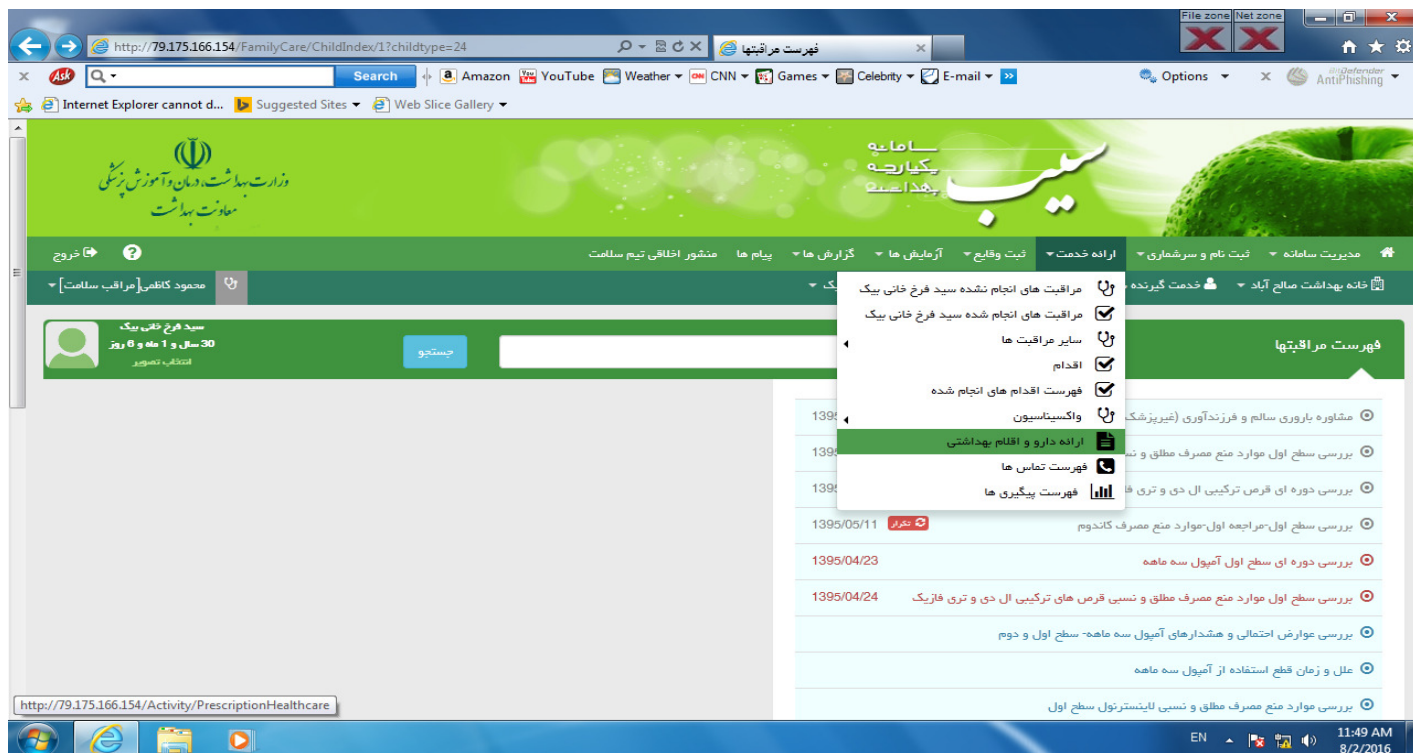 File zone Net zone
http://79.175.166.154/FamilyCare/ChildIndex/1?childtype=24
فهرست مراقبتها
Ask Search Amazon YouTube Weather CNN Games Celebrity E-mail Options BitDefender AntiPhishing
Internet Explorer cannot d... Suggested Sites Web Slice Gallery
سیب
سامانه
یکپارچه
بهداشت
وزارت بهداشت، درمان و آموزش پزشکی
معاونت بهداشت
مدیریت سامانه ثبت نام و سرشماری ارائه خدمت ثبت وقایع آزمایش ها گزارش ها پیام ها منشور اخلاقی تیم سلامت خروج
خانه بهداشت صالح آباد خدمت گیرنده یک محمود کاظمی[مراقب سلامت]
مراقبت های انجام نشده سید فرخ خانی بیک
مراقبت های انجام شده سید فرخ خانی بیک
سایر مراقبت ها
اقدام
فهرست اقدام های انجام شده
واکسیناسیون
ارائه دارو و اقلام بهداشتی
فهرست تماس ها
فهرست پیگیری ها
فهرست مراقبتها
جستجو
سید فرخ خانی بیک
30 سال و 1 ماه و 6 روز
انتخاب تصویر
مشاوره باروری سالم و فرزندآوری (غیرپزشک 139
بررسی سطح اول موارد منع مصرف مطلق و 139
بررسی دوره ای قرص ترکیبی ال دی و تری 139
بررسی سطح اول-مراجعه اول-موارد منع مصرف کاندوم تکرار 1395/05/11
بررسی دوره ای سطح اول آمپول سه ماهه 1395/04/23
بررسی سطح اول موارد منع مصرف مطلق و نسبی قرص های ترکیبی ال دی و تری فازیک 1395/04/24
بررسی عوارض احتمالی و هشدارهای آمپول سه ماهه- سطح اول و دوم
علل و زمان قطع استفاده از آمپول سه ماهه
بررسی موارد منع مصرف مطلق و نسبی لاینسترنول سطح اول
http://79.175.166.154/Activity/PrescriptionHealthcare
EN 11:49 AM
8/2/2016